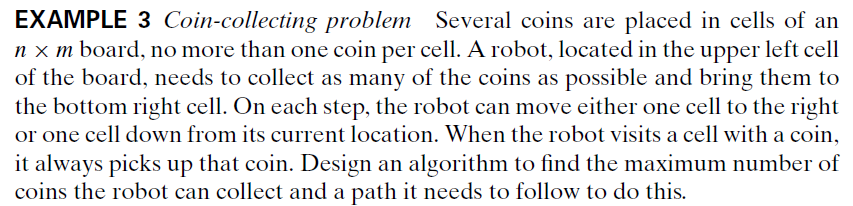 EXAMPLE 3 Coin-collecting problem Several coins are placed in cells of an
n × m board, no more than one coin per cell. A robot, located in the upper left cell
of the board, needs to collect as many of the coins as possible and bring them to
the bottom right cell. On each step, the robot can move either one cell to the right
or one cell down from its current location. When the robot visits a cell with a coin,
it always picks up that coin. Design an algorithm to find the maximum number of
coins the robot can collect and a path it needs to follow to do this.